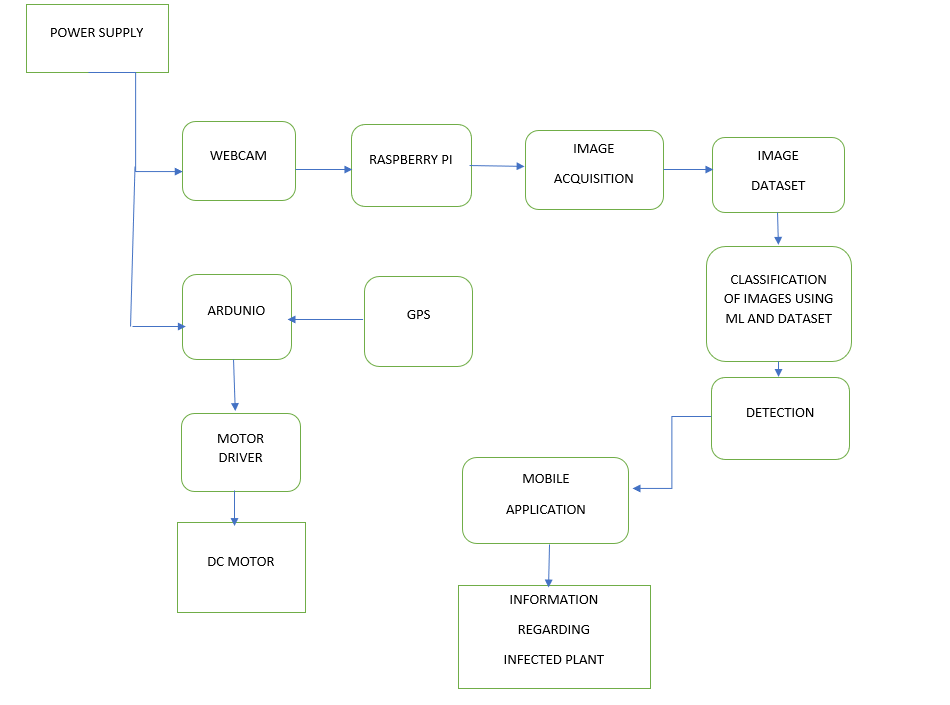 POWER SUPPLY
WEBCAM
RASPBERRY PI
IMAGE
ACQUISITION
IMAGE
DATASET
CLASSIFICATION
OF IMAGES USING
ML AND DATASET
ARDUNIO
GPS
DETECTION
MOTOR
DRIVER
MOBILE
APPLICATION
DC MOTOR
INFORMATION
REGARDING
INFECTED PLANT